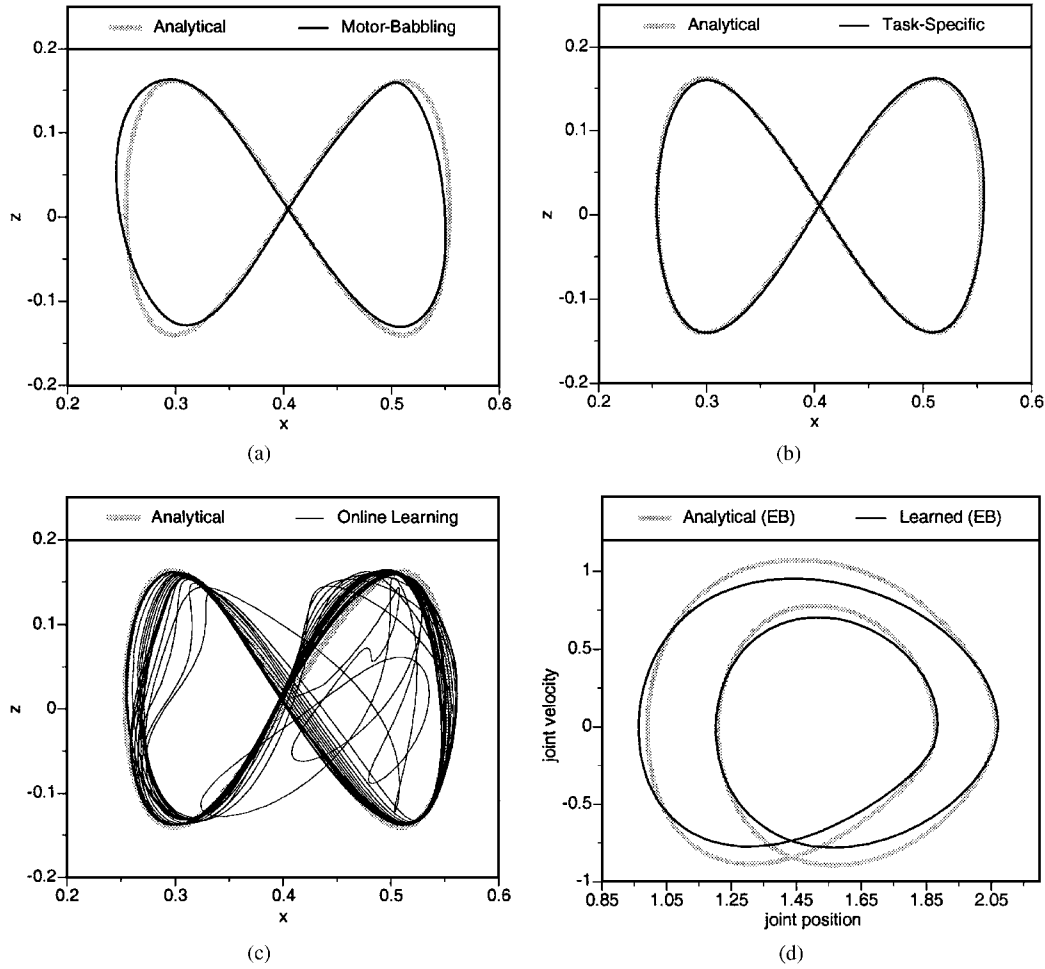 Analytical Motor-Babbling
0.2
0.1
z 0
-0.1
-0.2
0.2 0.3 0.4 0.5 0.6
x
(a)
Analytical Task-Specific
0.2
0.1
z 0
-0.1
-0.2
0.2 0.3 0.4 0.5 0.6
x
(b)
Analytical Online Learning
0.2
0.1
z 0
-0.1
-0.2
0.2 0.3 0.4 0.5 0.6
x
(c)
Analytical (EB) Learned (EB)
1
0.5
joint velocity 0
-0.5
-1
0.85 1.05 1.25 1.45 1.65 1.85 2.05
joint position
(d)